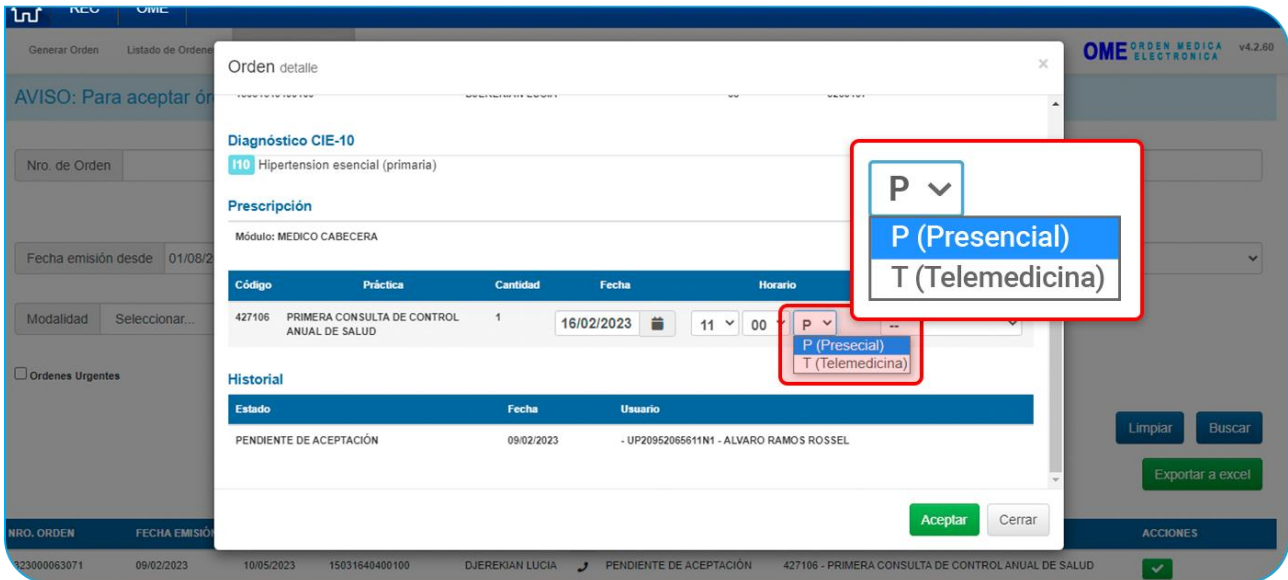 REC OME
Generar Orden Listado de Ordene
OME ORDEN MEDICA ELECTRONICA v4.2.60
AVISO: Para aceptar ór
Orden detalle ×
DJEREKIAN LUCIA
Diagnóstico CIE-10
I10 Hipertension esencial (primaria)
Nro. de Orden
Prescripción
Módulo: MEDICO CABECERA
P
P (Presencial)
T (Telemedicina)
Fecha emisión desde 01/08/2
Código Práctica Cantidad Fecha Horario
427106 PRIMERA CONSULTA DE CONTROL 1 16/02/2023 11 00 P --
ANUAL DE SALUD
P (Presecial)
T (Telemedicina)
Modalidad Seleccionar...
Ordenes Urgentes
Historial
Estado Fecha Usuario
PENDIENTE DE ACEPTACIÓN 09/02/2023 - UP20952065611N1 - ALVARO RAMOS ROSSEL
Limpiar Buscar
Exportar a excel
Aceptar Cerrar
NRO. ORDEN FECHA EMISIÓN ACCIONES
323000063071 09/02/2023 10/05/2023 15031640400100 DJEREKIAN LUCIA PENDIENTE DE ACEPTACIÓN 427106 - PRIMERA CONSULTA DE CONTROL ANUAL DE SALUD